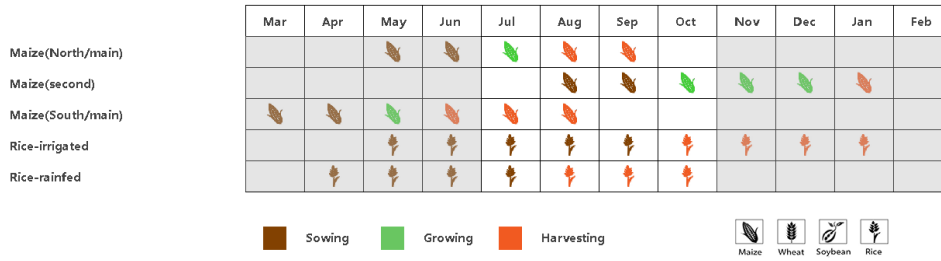 Mar Apr May Jun Jul Aug Sep Oct Nov Dec Jan Feb
Maize(North/main)
Maize(second)
Maize(South/main)
Rice-irrigated
Rice-rainfed
Sowing Growing Harvesting
Maize Wheat Soybean Rice